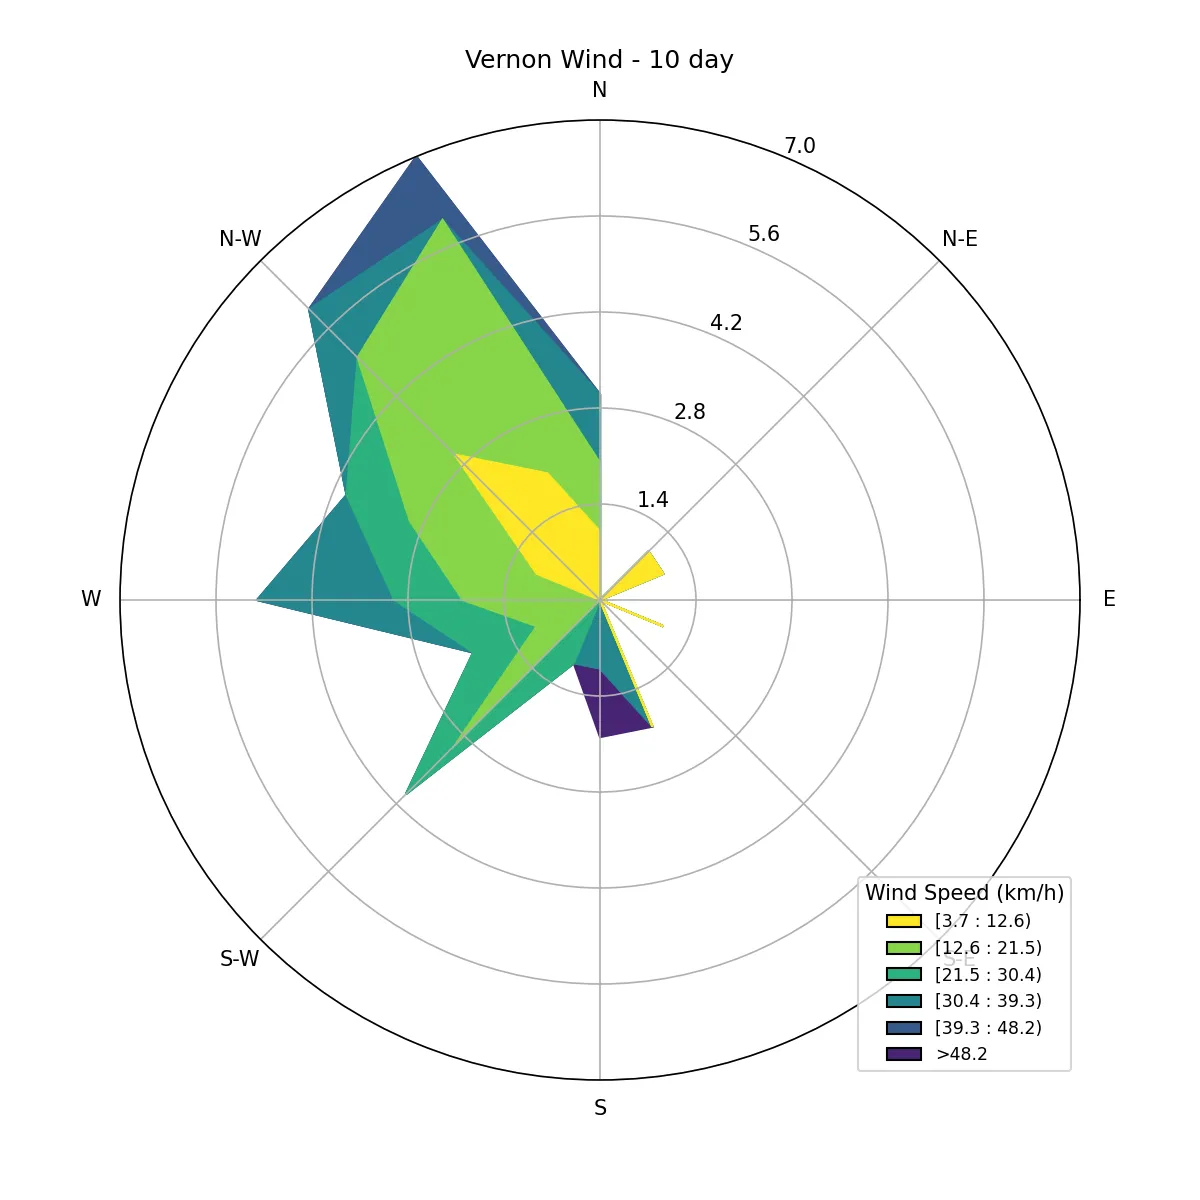 Vernon Wind - 10 day
N
7.0
N-W
5.6
N-E
4.2
2.8
1.4
W
E
Wind Speed (km/h)
[3.7 : 12.6)
[12.6 : 21.5)
S-W
S-E
[21.5 : 30.4)
[30.4 : 39.3)
[39.3 : 48.2)
>48.2
S